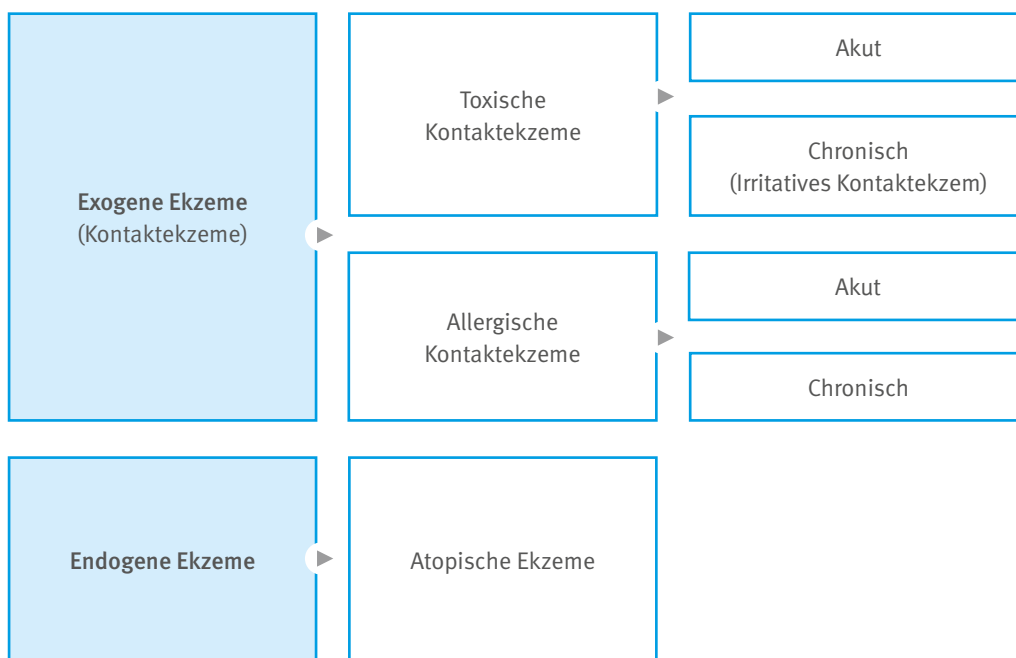 Exogene Ekzeme
(Kontaktekzeme)
Toxische
Kontaktekzeme
Akut
Chronisch
(Irritatives Kontaktekzem)
Allergische
Kontaktekzeme
Akut
Chronisch
Endogene Ekzeme
Atopische Ekzeme